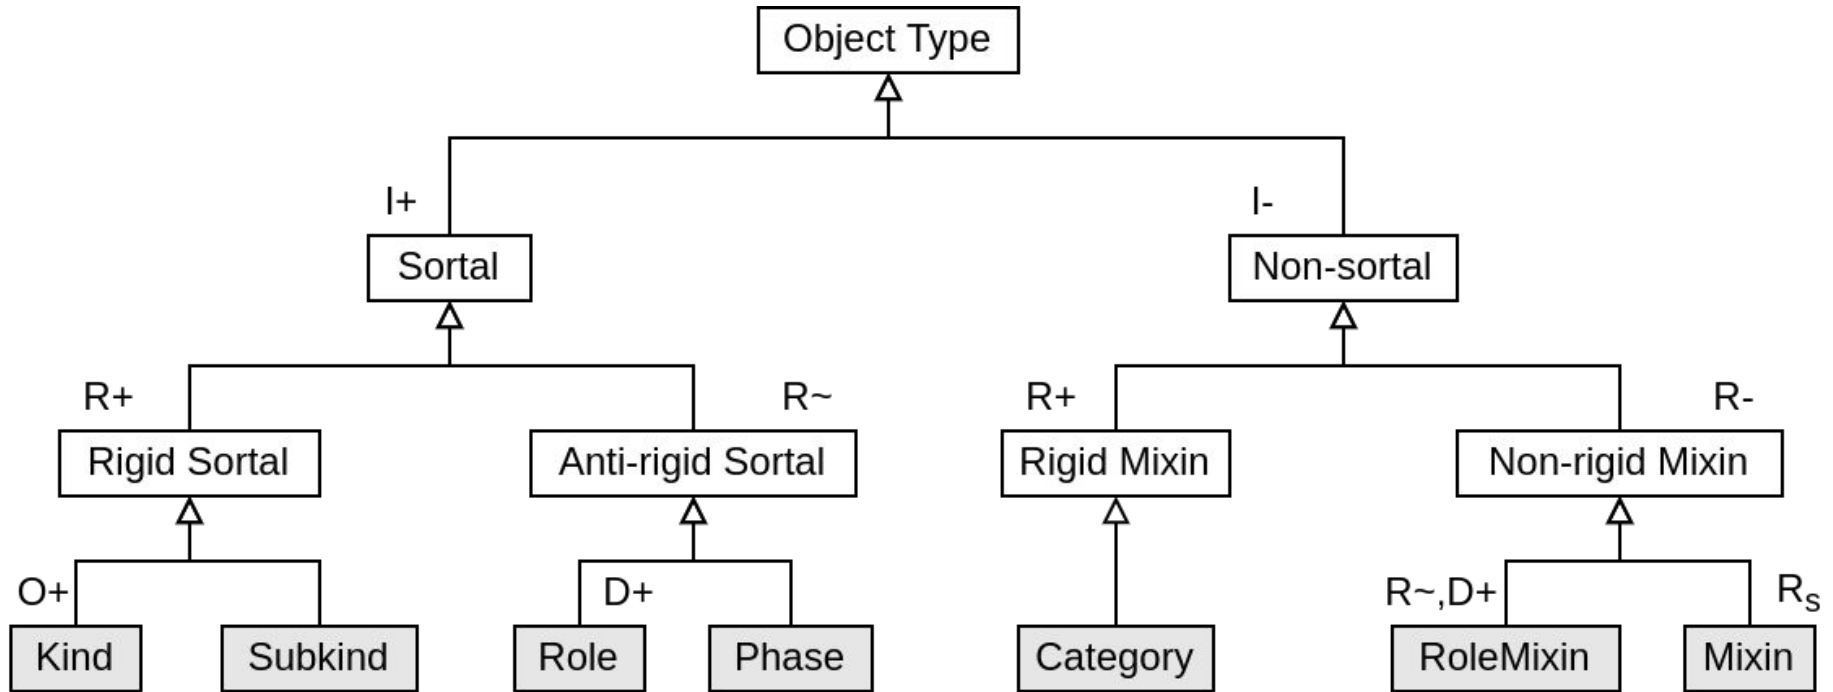 Object Type
I+
I-
Sortal
Non-sortal
R+
R~
R+
R-
Rigid Sortal
Anti-rigid Sortal
Rigid Mixin
Non-rigid Mixin
O+
D+
R~,D+
Rs
Kind
Subkind
Role
Phase
Category
RoleMixin
Mixin